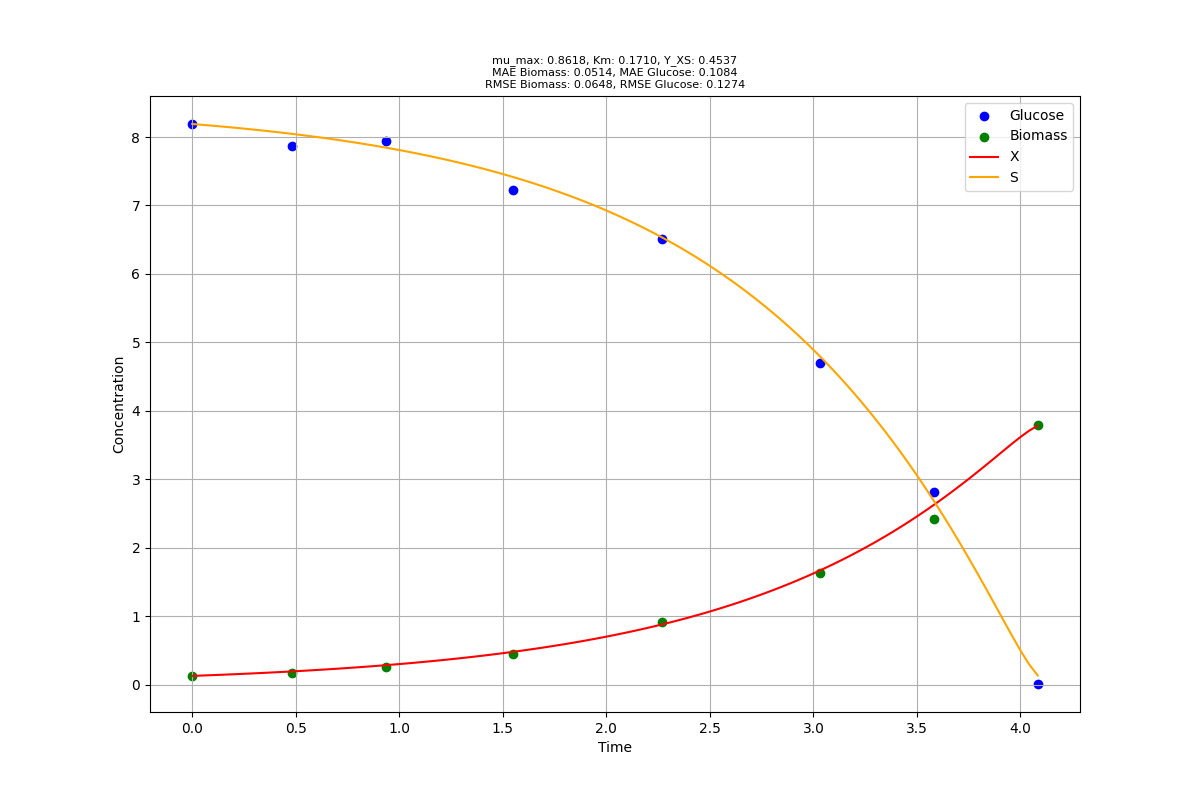 mu_max: 0.8618, Km: 0.1710, Y_XS: 0.4537
MAE Biomass: 0.0514, MAE Glucose: 0.1084
RMSE Biomass: 0.0648, RMSE Glucose: 0.1274
Glucose
Biomass
X
S
Concentration
8
7
6
5
4
3
2
1
0
0.0 0.5 1.0 1.5 2.0 2.5 3.0 3.5 4.0
Time